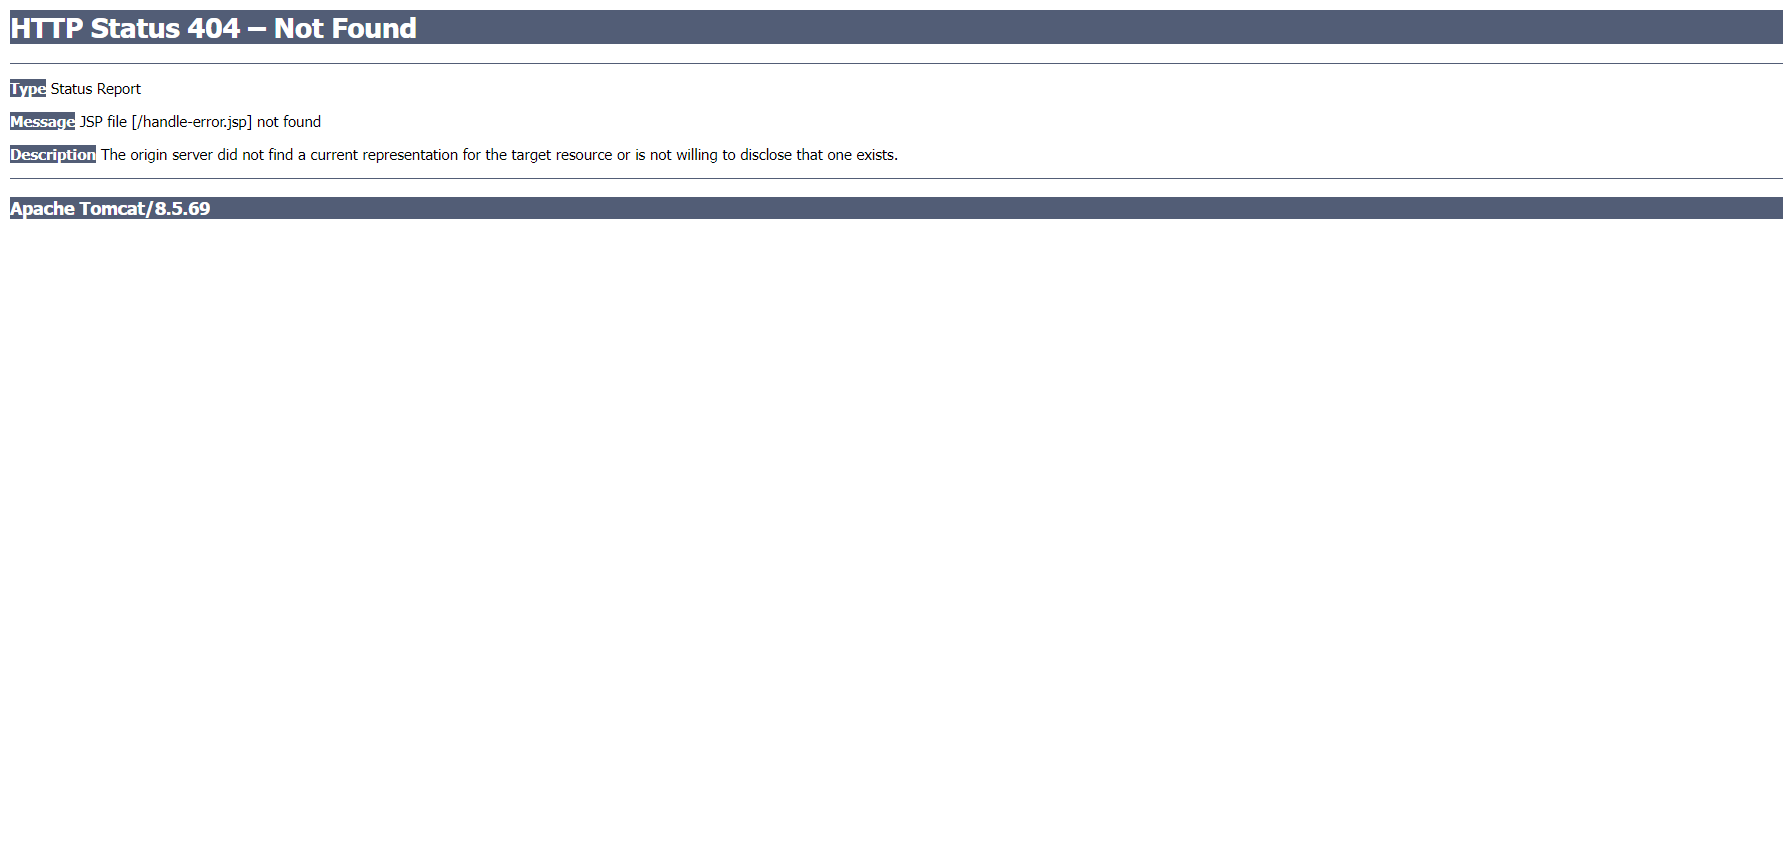 HTTP Status 404 – Not Found
Type Status Report
Message JSP file [/handle-error.jsp] not found
Description The origin server did not find a current representation for the target resource or is not willing to disclose that one exists.
Apache Tomcat/8.5.69